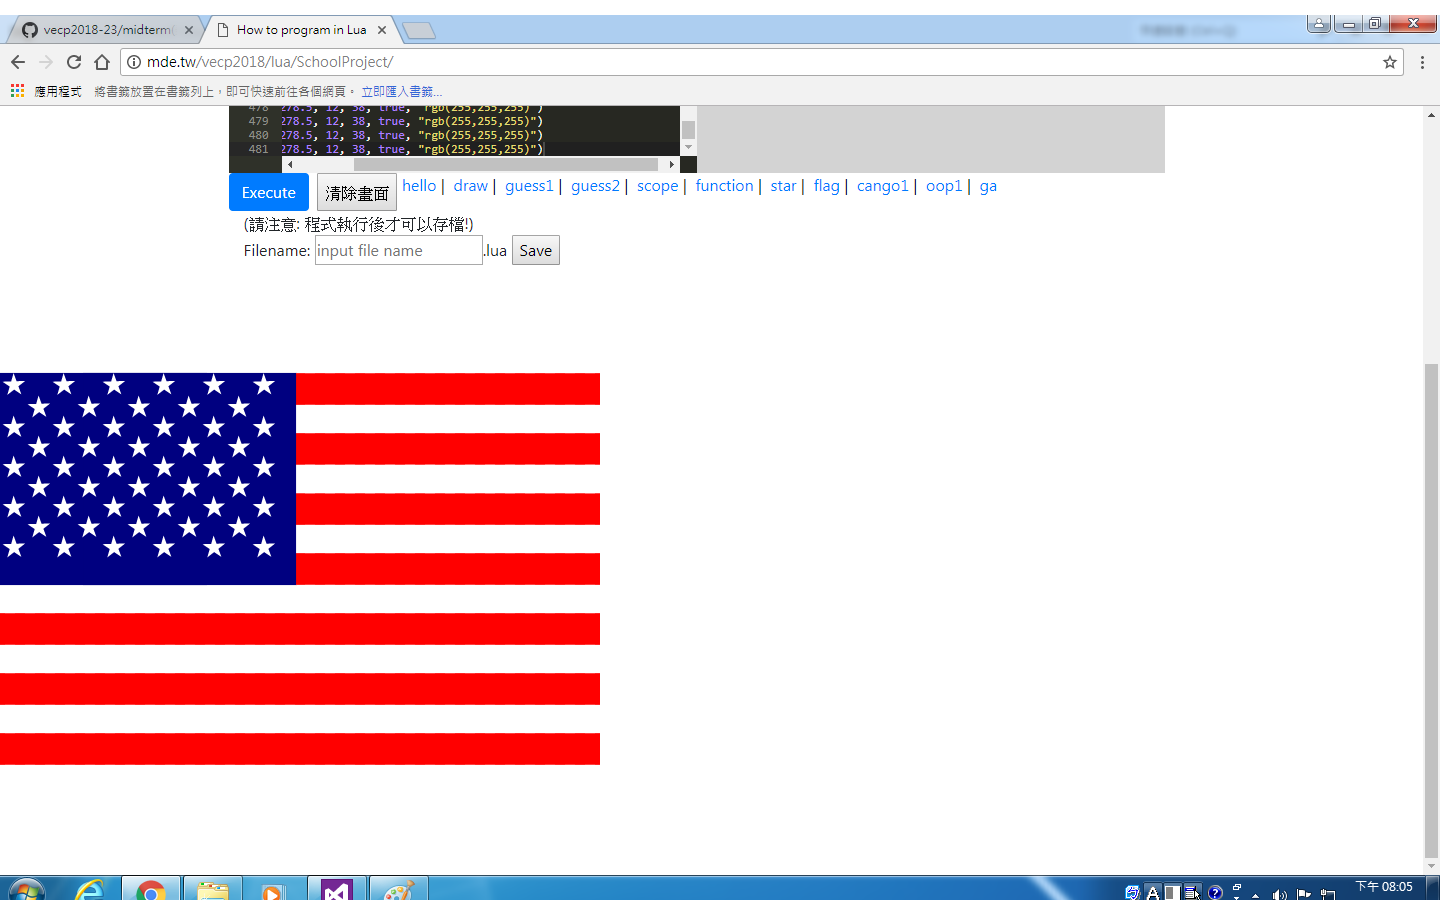 vecp2018-23/midterm
How to program in Lua
mde.tw/vecp2018/lua/SchoolProject/
應用程式 將書籤放置在書籤列上，即可快速前往各個網頁。 立即匯入書籤...
478 278.5, 12, 38, true, "rgb(255,255,255)")
479 278.5, 12, 38, true, "rgb(255,255,255)")
480 278.5, 12, 38, true, "rgb(255,255,255)")
481 278.5, 12, 38, true, "rgb(255,255,255)")
Execute 清除畫面 hello | draw | guess1 | guess2 | scope | function | star | flag | cango1 | oop1 | ga
(請注意: 程式執行後才可以存檔!)
Filename: input file name .lua Save
A
下午 08:05